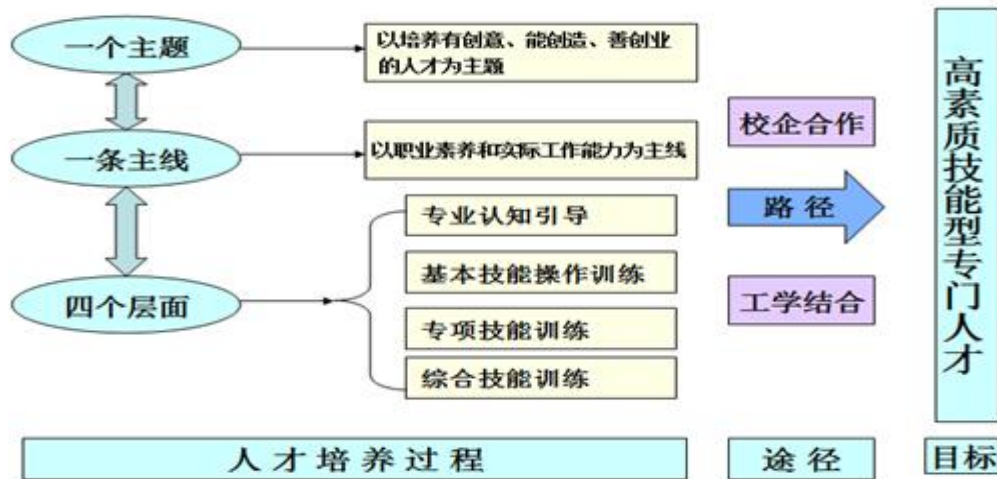 一个主题
以培养有创意、能创造、善创业
的人才为主题
一条主线
以职业素养和实际工作能力为主线
四个层面
专业认知引导
基本技能操作训练
专项技能训练
综合技能训练
校企合作
路径
工学结合
高素质技能型专门人才
人才培养过程
途径
目标